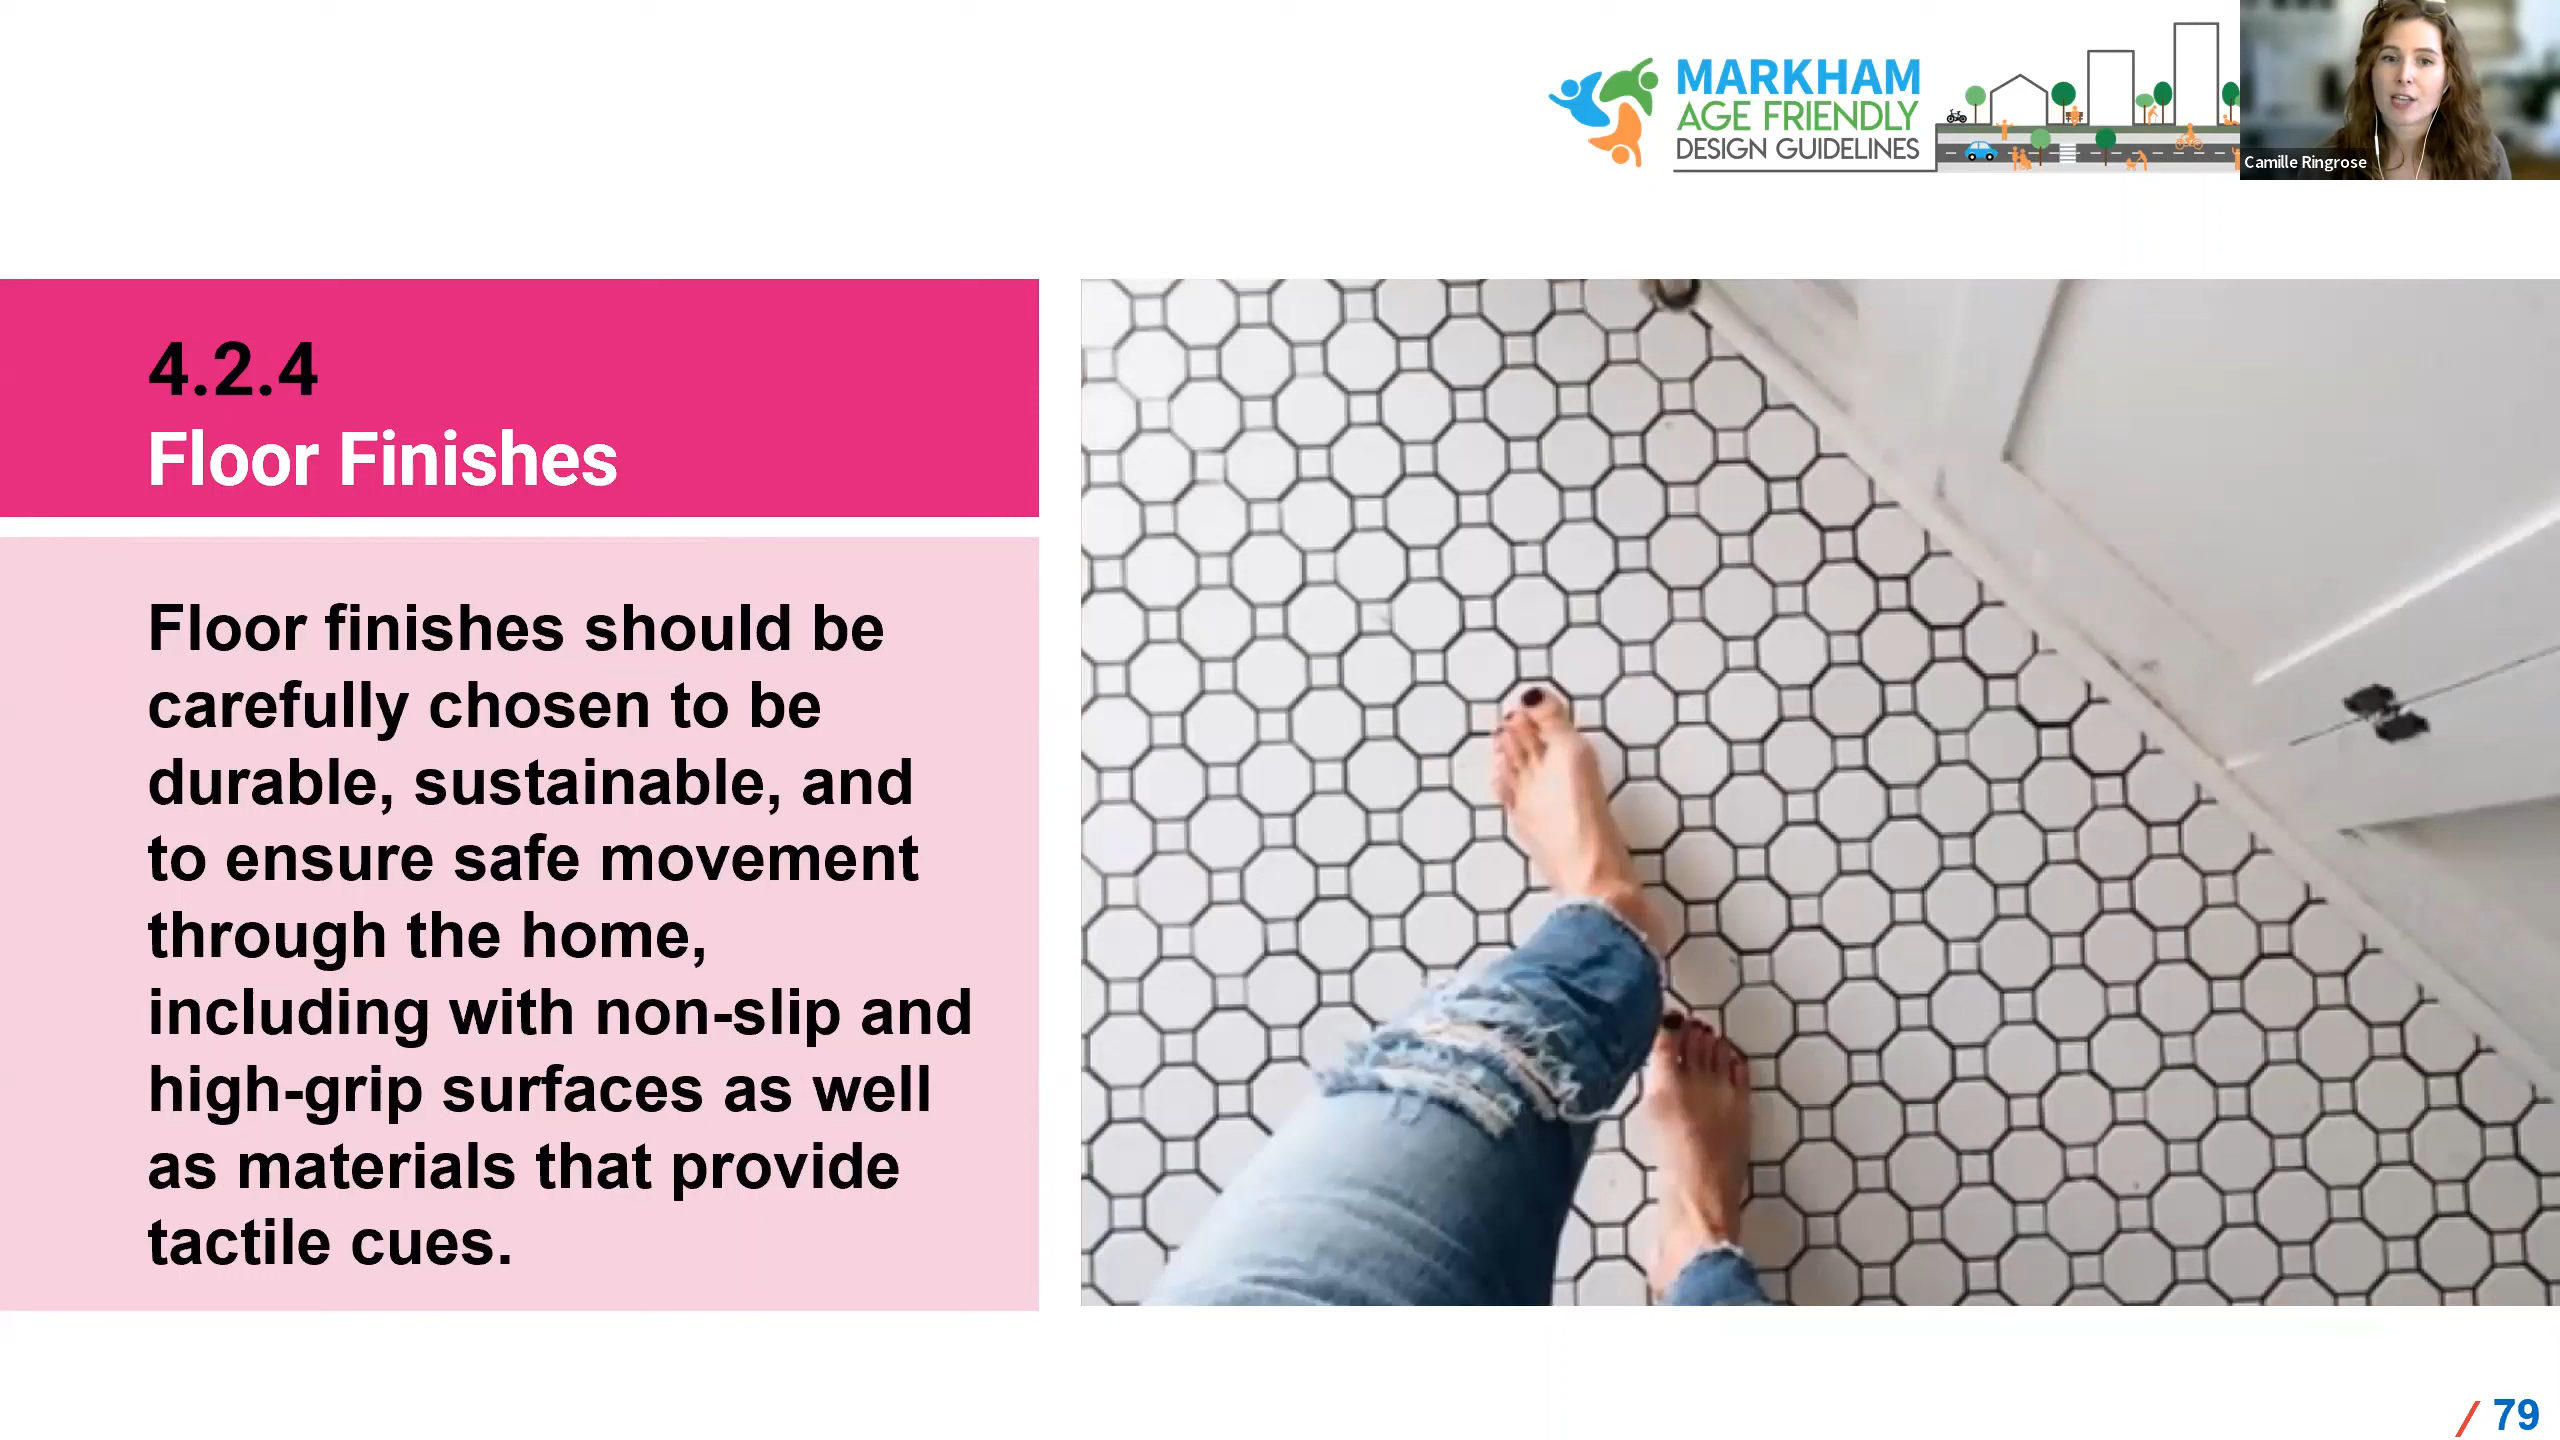 MARKHAM
AGE FRIENDLY
DESIGN GUIDELINES
Camille Ringrose
4.2.4
Floor Finishes
Floor finishes should be
carefully chosen to be
durable, sustainable, and
to ensure safe movement
through the home,
including with non-slip and
high-grip surfaces as well
as materials that provide
tactile cues.
/ 79